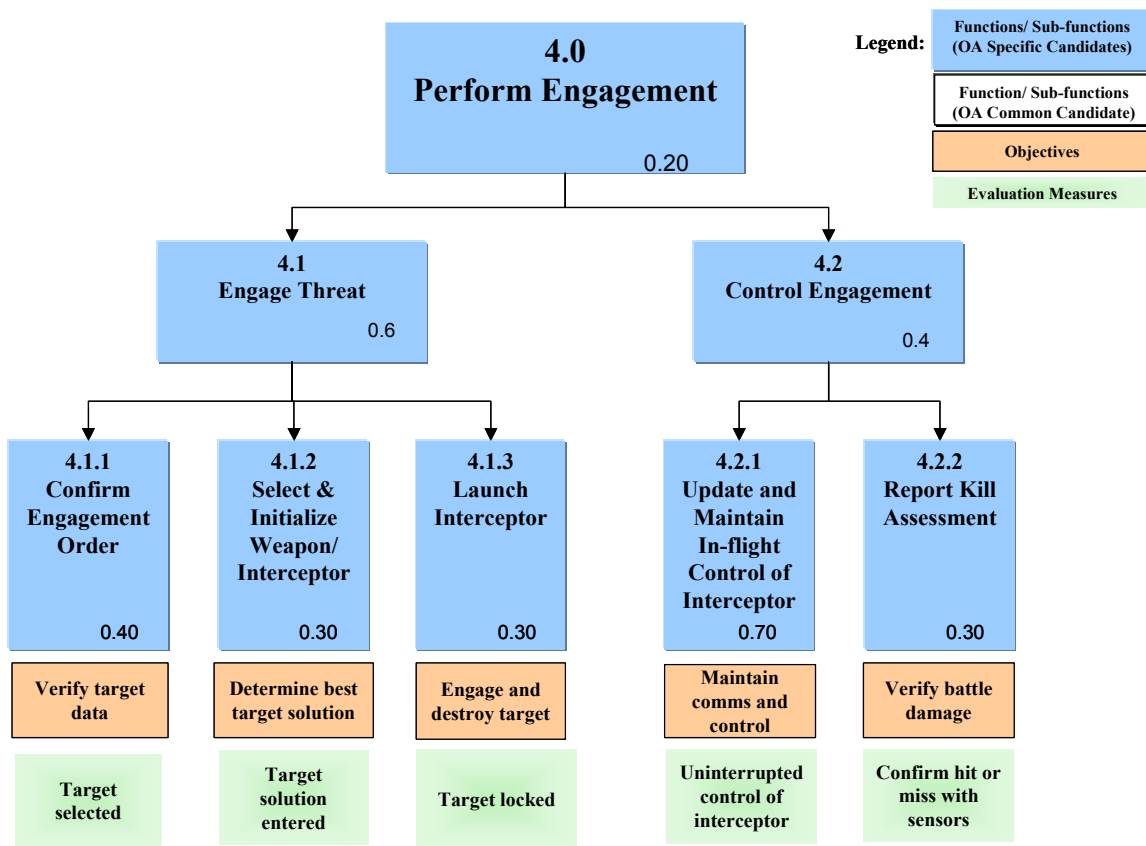 4.0
Perform Engagement
0.20
Legend:
Functions/ Sub-functions
(OA Specific Candidates)
Function/ Sub-functions
(OA Common Candidate)
Objectives
Evaluation Measures
4.1
Engage Threat
0.6
4.2
Control Engagement
0.4
4.1.1
Confirm
Engagement
Order
0.40
4.1.2
Select &
Initialize
Weapon/
Interceptor
0.30
4.1.3
Launch
Interceptor
0.30
4.2.1
Update and
Maintain
In-flight
Control of
Interceptor
0.70
4.2.2
Report Kill
Assessment
0.30
Verify target
data
Determine best
target solution
Engage and
destroy target
Maintain
comms and
control
Verify battle
damage
Target
selected
Target
solution
entered
Target locked
Uninterrupted
control of
interceptor
Confirm hit or
miss with
sensors